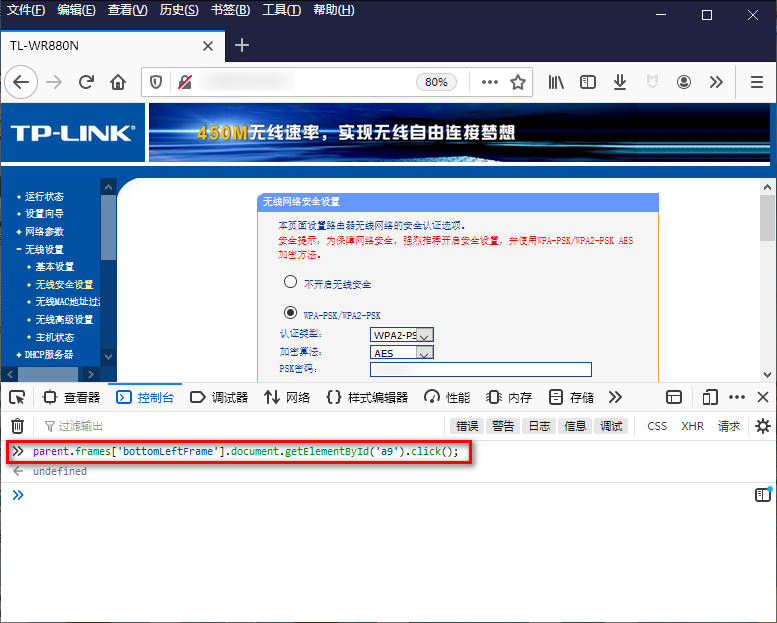 文件(F) 编辑(E) 查看(V) 历史(S) 书签(B) 工具(T) 帮助(H)
TL-WR880N
80%
TP-LINK®
450M无线速率，实现无线自由连接梦想
运行状态
设置向导
网络参数
无线设置
基本设置
无线安全设置
无线MAC地址过滤
无线高级设置
主机状态
DHCP服务器
无线网络安全设置
本页面设置路由器无线网络的安全认证选项。
安全提示：为保障网络安全，强烈推荐开启安全设置，并使用WPA-PSK/WPA2-PSK AES
加密方法。
不开启无线安全
WPA-PSK/WPA2-PSK
认证类型： WPA2-PS
加密算法： AES
PSK密码：
查看器 控制台 调试器 网络 样式编辑器 性能 内存 存储
过滤输出 错误 警告 日志 信息 调试 CSS XHR 请求
parent.frames['bottomLeftFrame'].document.getElementById('a9').click();
undefined